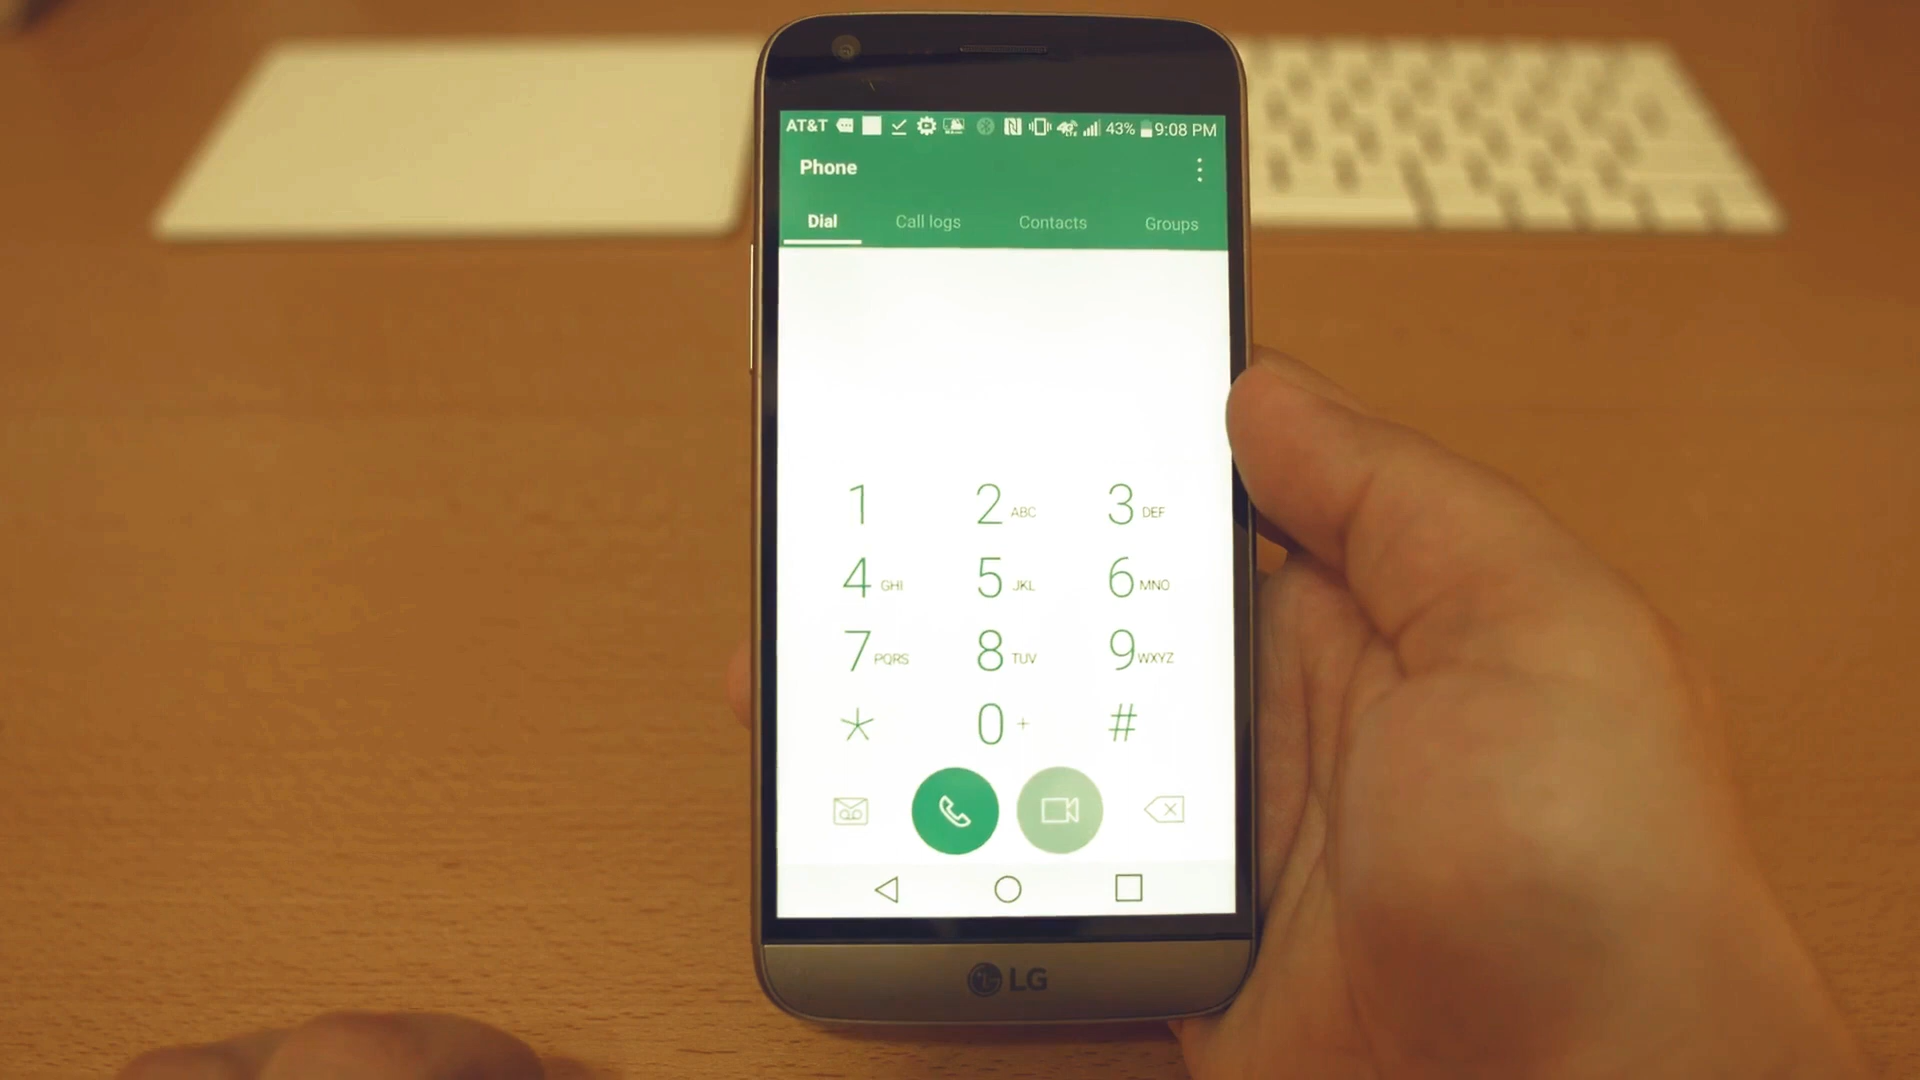 AT&T 4G 43% 9:08 PM
Phone
Dial Call logs Contacts Groups
1 2 ABC 3 DEF
4 GHI 5 JKL 6 MNO
7 PQRS 8 TUV 9 WXYZ
* 0 + #
LG